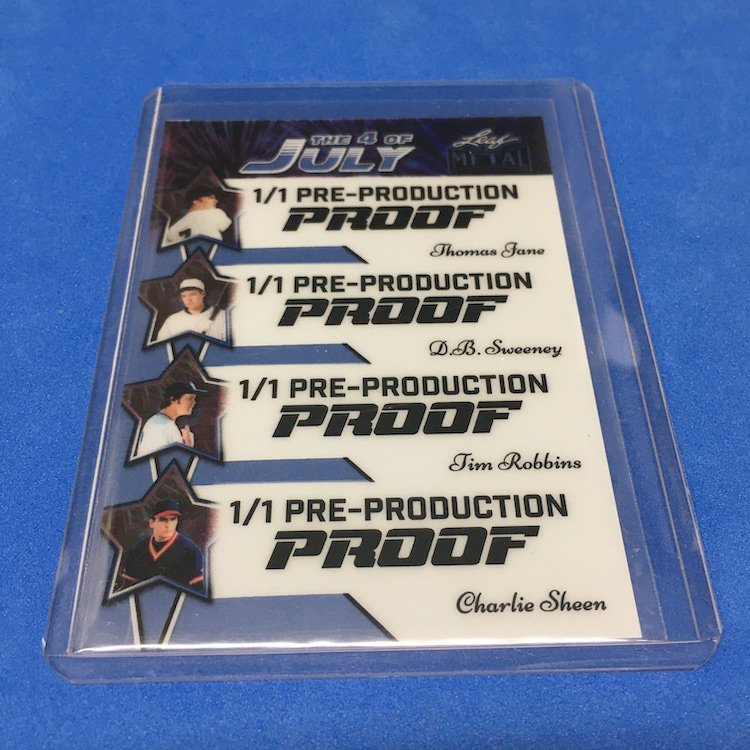 THE 4 OF
JULY
Leaf
METAL
1/1 PRE-PRODUCTION
PROOF
Thomas Jane
1/1 PRE-PRODUCTION
PROOF
D.B. Sweeney
1/1 PRE-PRODUCTION
PROOF
Tim Robbins
1/1 PRE-PRODUCTION
PROOF
Charlie Sheen